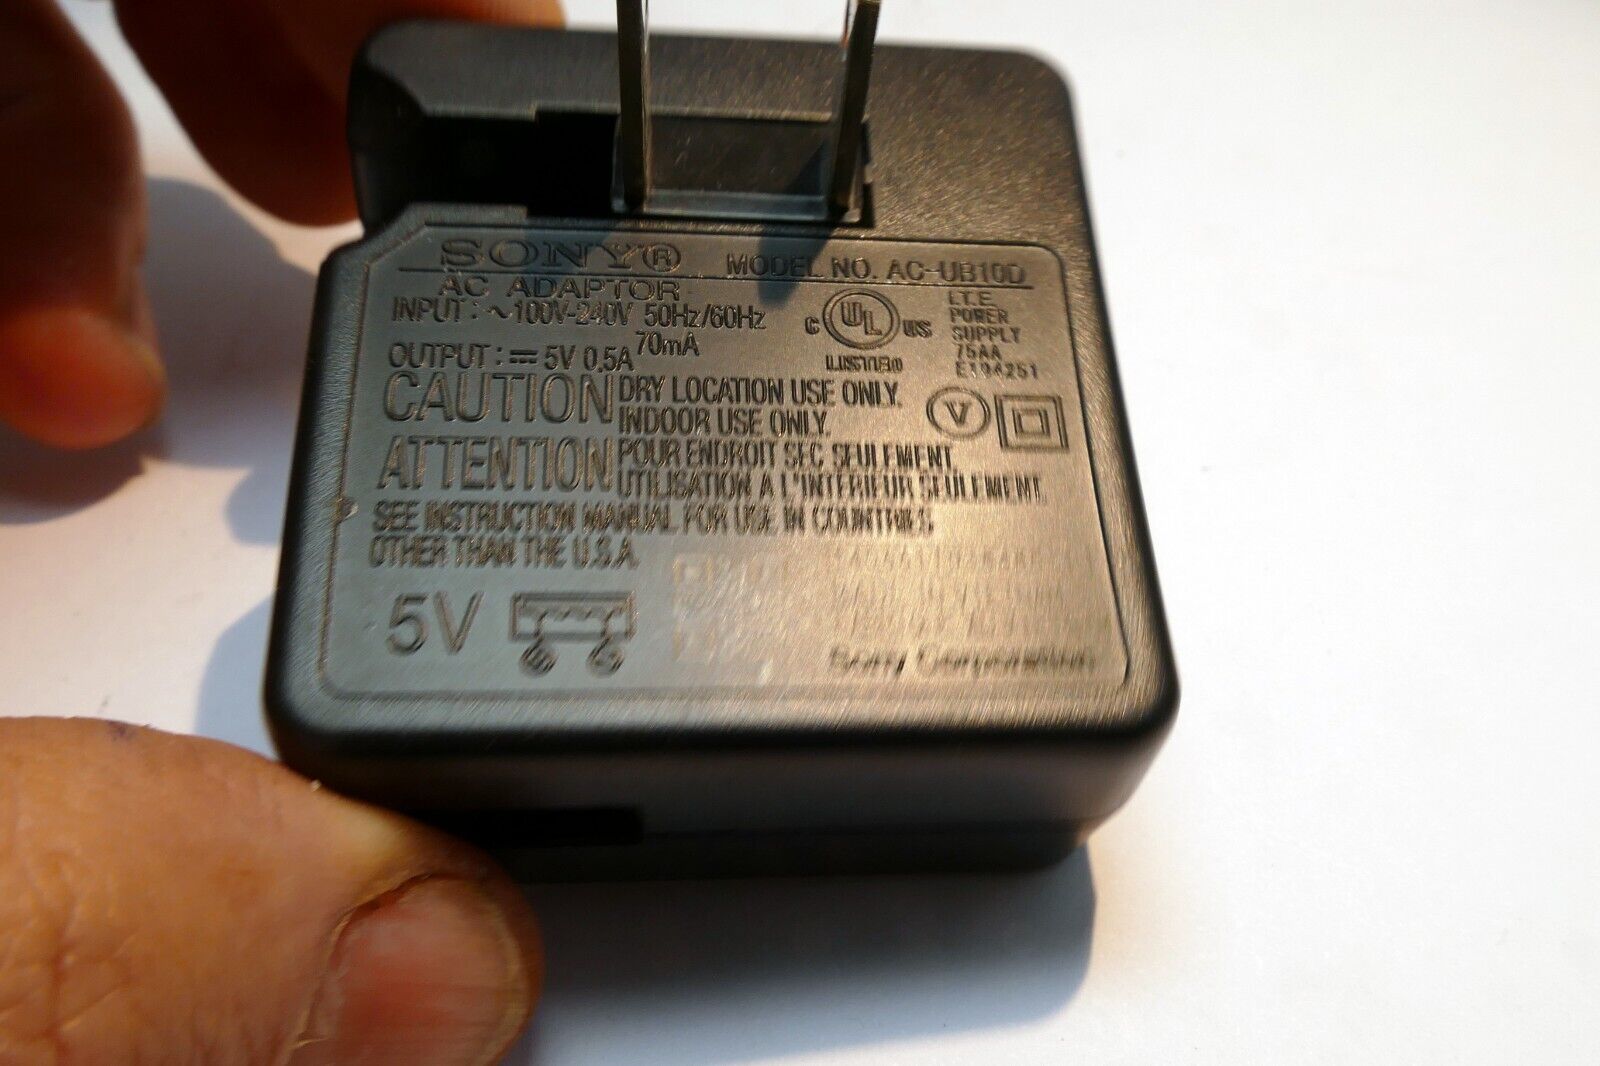 SONY® MODEL NO. AC-UB10D
AC ADAPTOR
INPUT : ~100V-240V 50Hz/60Hz
70mA
OUTPUT : ⎓ 5V 0.5A
C UL US
LISTED
I.T.E.
POWER
SUPPLY
75AA
E194251
V
CAUTION DRY LOCATION USE ONLY.
INDOOR USE ONLY.
ATTENTION POUR ENDROIT SEC SEULEMENT.
UTILISATION A L'INTERIEUR SEULEMENT.
SEE INSTRUCTION MANUAL FOR USE IN COUNTRIES
OTHER THAN THE U.S.A.
5V
Sony Corporation